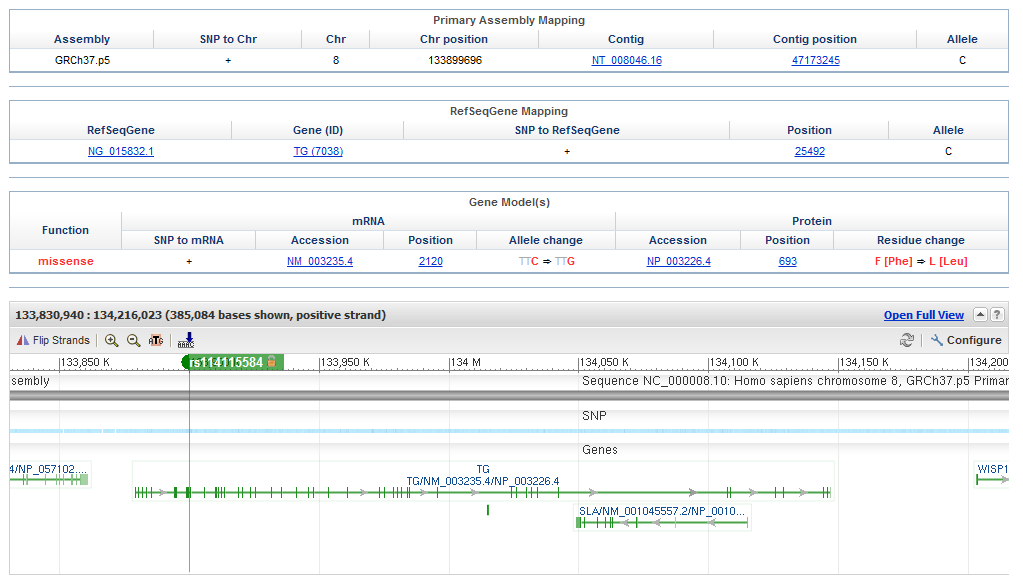 Primary Assembly Mapping
Assembly SNP to Chr Chr Chr position Contig Contig position Allele
GRCh37.p5 + 8 133899696 NT_008046.16 47173245 C
RefSeqGene Mapping
RefSeqGene Gene (ID) SNP to RefSeqGene Position Allele
NG_015832.1 TG (7038) + 25492 C
Gene Model(s)
Function mRNA Protein
SNP to mRNA Accession Position Allele change Accession Position Residue change
missense + NM_003235.4 2120 TTC ⇒ TTG NP_003226.4 693 F [Phe] ⇒ L [Leu]
133,830,940 : 134,216,023 (385,084 bases shown, positive strand) Open Full View ?
Flip Strands ATG Configure
133,850 K rs114115584 133,950 K 134 M 134,050 K 134,100 K 134,150 K 134,200
sembly Sequence NC_000008.10: Homo sapiens chromosome 8, GRCh37.p5 Primar
SNP
Genes
4/NP_057102.... TG WISP1
TG/NM_003235.4/NP_003226.4
SLA/NM_001045557.2/NP_0010...